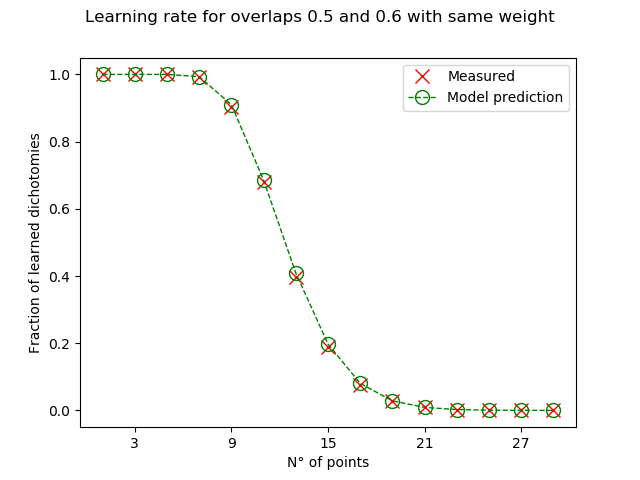 Learning rate for overlaps 0.5 and 0.6 with same weight
Measured
Model prediction
Fraction of learned dichotomies
1.0
0.8
0.6
0.4
0.2
0.0
3
9
15
21
27
N° of points